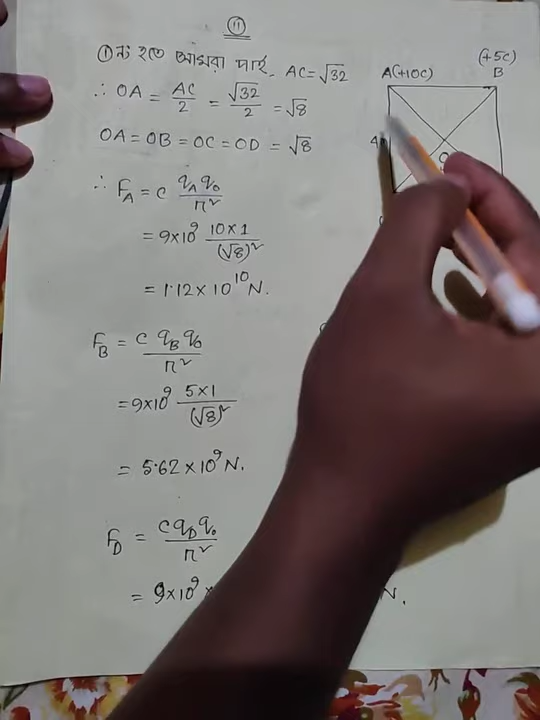 11
① নং হতে আমরা পাই, AC = √32
∴ OA = AC/2 = √32/2 = √8
OA = OB = OC = OD = √8
∴ F_A = C q_A q_0 / r²
= 9×10⁹ 10×1 / (√8)²
= 1.12 × 10¹⁰ N.
F_B = C q_B q_0 / r²
= 9×10⁹ 5×1 / (√8)²
= 5.62 × 10⁹ N.
F_D = C q_D q_0 / r²
= 9×10⁹ × N.
A(+10C)
(+5C)
B